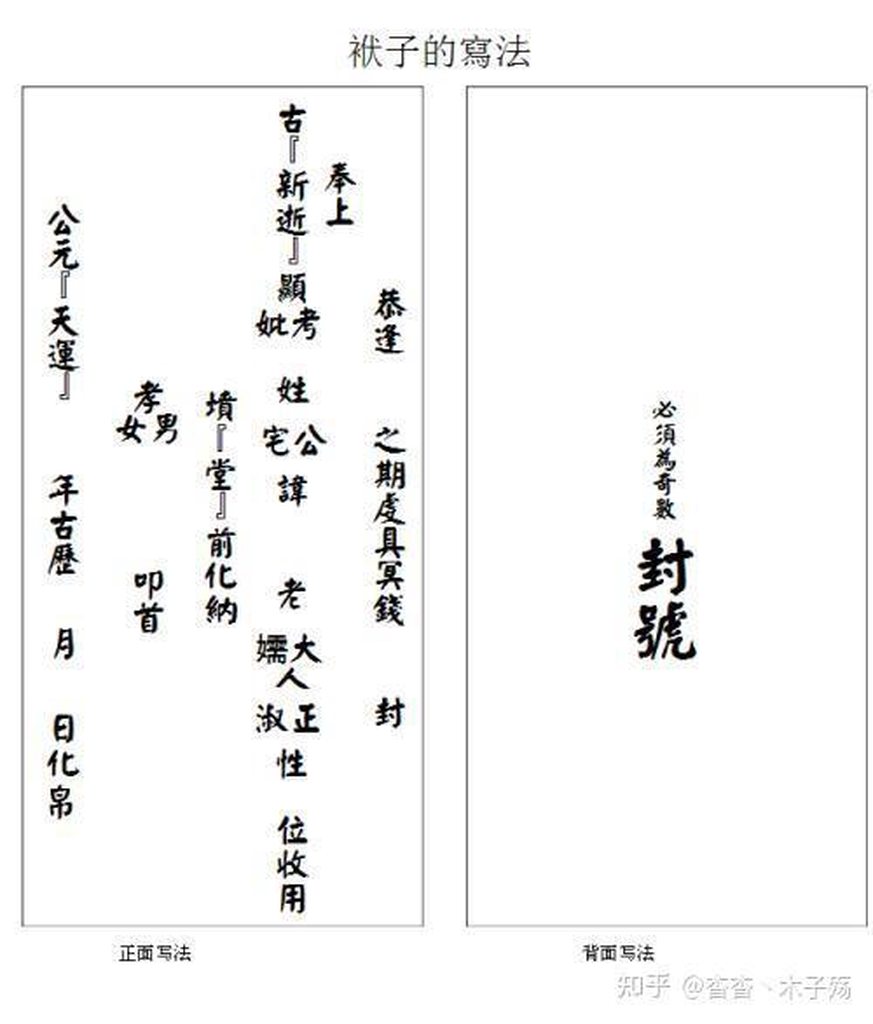 袱子的寫法
恭逢 之期虔具冥錢 封
奉上
古『新逝』顯考妣 姓公宅諱 老大孺人正淑性 位收用
墳『堂』前化納
孝男女 叩首
公元『天運』 年古歷 月 日化帛
必須為奇數
封號
正面写法
背面写法
知乎 @杳杳丶木子殇